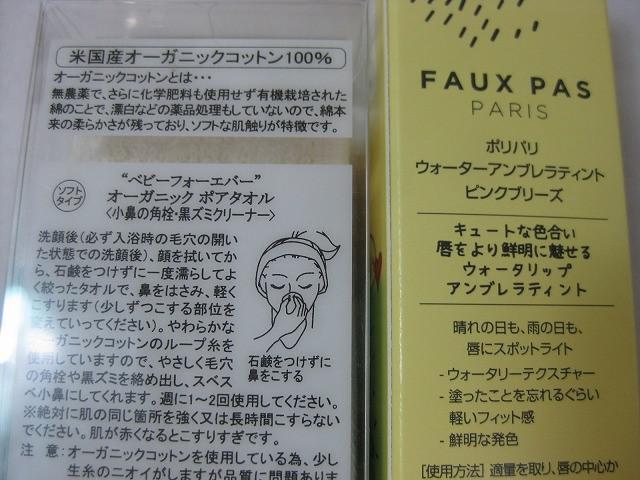 米国産オーガニックコットン100%
オーガニックコットンとは・・・
無農薬で、さらに化学肥料も使用せず有機栽培された
綿のことで、漂白などの薬品処理もしていないので、綿本
来の柔らかさが残っており、ソフトな肌触りが特徴です。
ソフト
タイプ
“ベビーフォーエバー”
オーガニック ポアタオル
〈小鼻の角栓・黒ズミクリーナー〉
洗顔後(必ず入浴時の毛穴の開い
た状態での洗顔後)、顔を拭いてか
ら、石鹸をつけずに一度濡らしてよ
く絞ったタオルで、鼻をはさみ、軽く
こすります(少しずつこする部位を
変えていってください)。やわらかな
オーガニックコットンのループ糸を
使用していますので、やさしく毛穴
の角栓や黒ズミを絡め出し、スベス
ベ小鼻にしてくれます。週に1〜2回使用してください。
※絶対に肌の同じ箇所を強く又は長時間こすらない
でください。肌が赤くなるとこすりすぎです。
注 意:オーガニックコットンを使用している為、少し
生糸のニオイがしますが品質に問題ありま
石鹸をつけずに
鼻をこする
FAUX PAS
PARIS
ポリパリ
ウォーターアンブレラティント
ピンクブリーズ
キュートな色合い
唇をより鮮明に魅せる
ウォータリップ
アンブレラティント
晴れの日も、雨の日も、
唇にスポットライト
- ウォータリーテクスチャー
- 塗ったことを忘れるぐらい
軽いフィット感
- 鮮明な発色
[使用方法] 適量を取り、唇の中心か